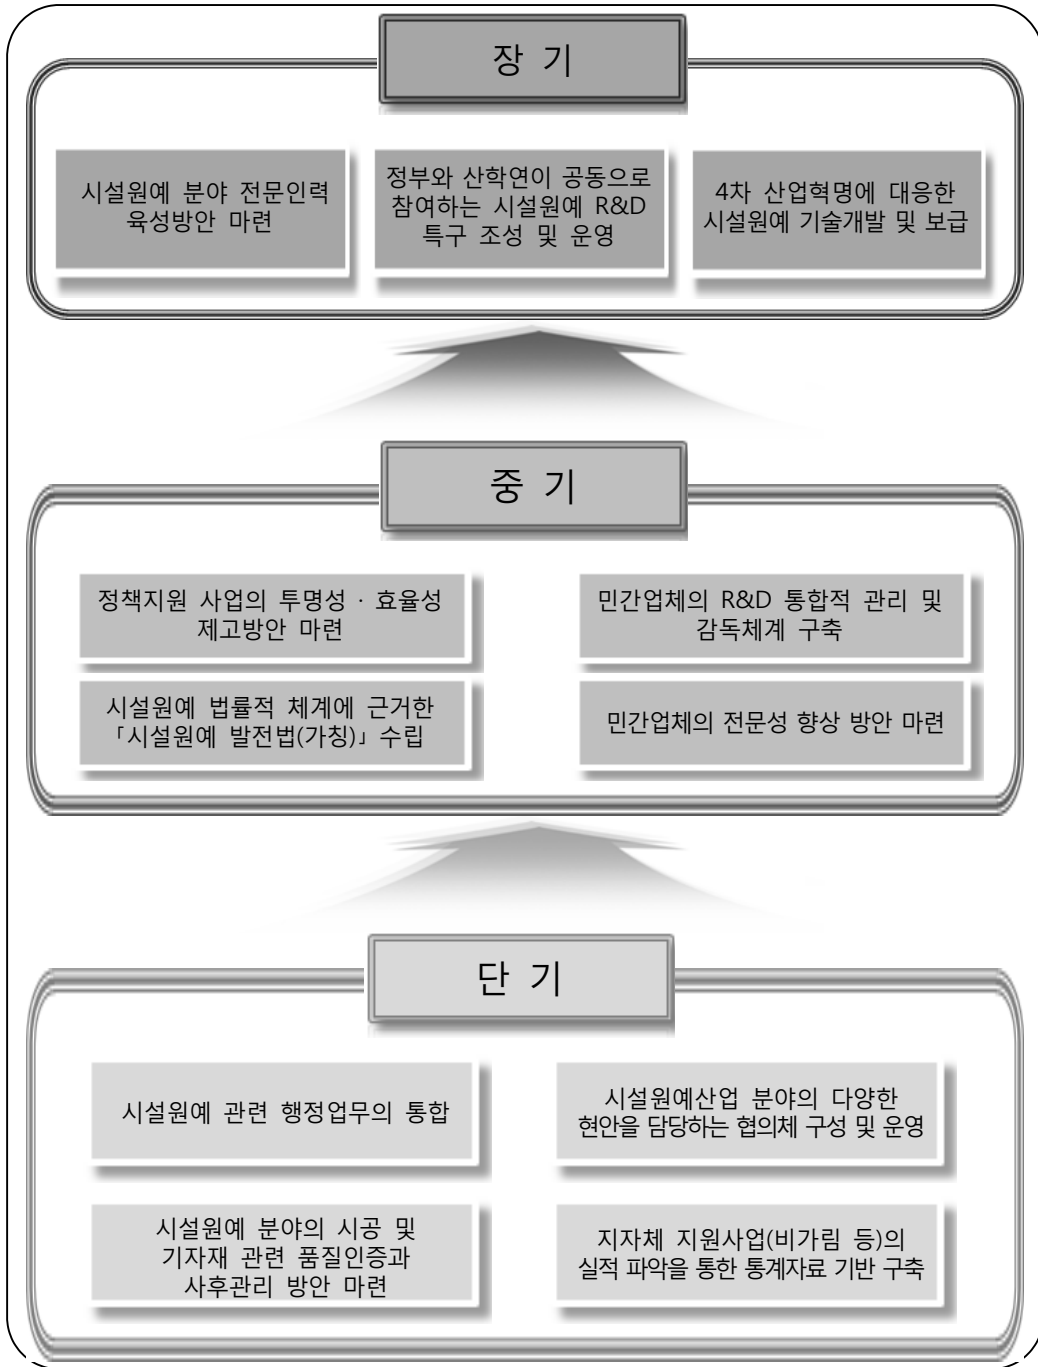 장 기
시설원예 분야 전문인력
육성방안 마련
정부와 산학연이 공동으로
참여하는 시설원예 R&D
특구 조성 및 운영
4차 산업혁명에 대응한
시설원예 기술개발 및 보급
중 기
정책지원 사업의 투명성 · 효율성
제고방안 마련
민간업체의 R&D 통합적 관리 및
감독체계 구축
시설원예 법률적 체계에 근거한
「시설원예 발전법(가칭)」 수립
민간업체의 전문성 향상 방안 마련
단 기
시설원예 관련 행정업무의 통합
시설원예산업 분야의 다양한
현안을 담당하는 협의체 구성 및 운영
시설원예 분야의 시공 및
기자재 관련 품질인증과
사후관리 방안 마련
지자체 지원사업(비가림 등)의
실적 파악을 통한 통계자료 기반 구축